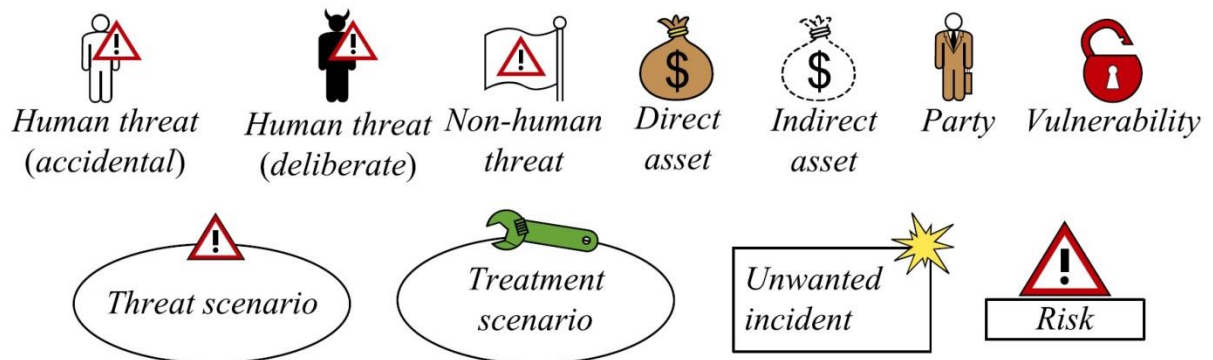 Human threat
(accidental)
Human threat
(deliberate)
Non-human
threat
$
Direct
asset
$
Indirect
asset
Party
Vulnerability
!
!
!
!
Threat scenario
Treatment
scenario
Unwanted
incident
!
Risk